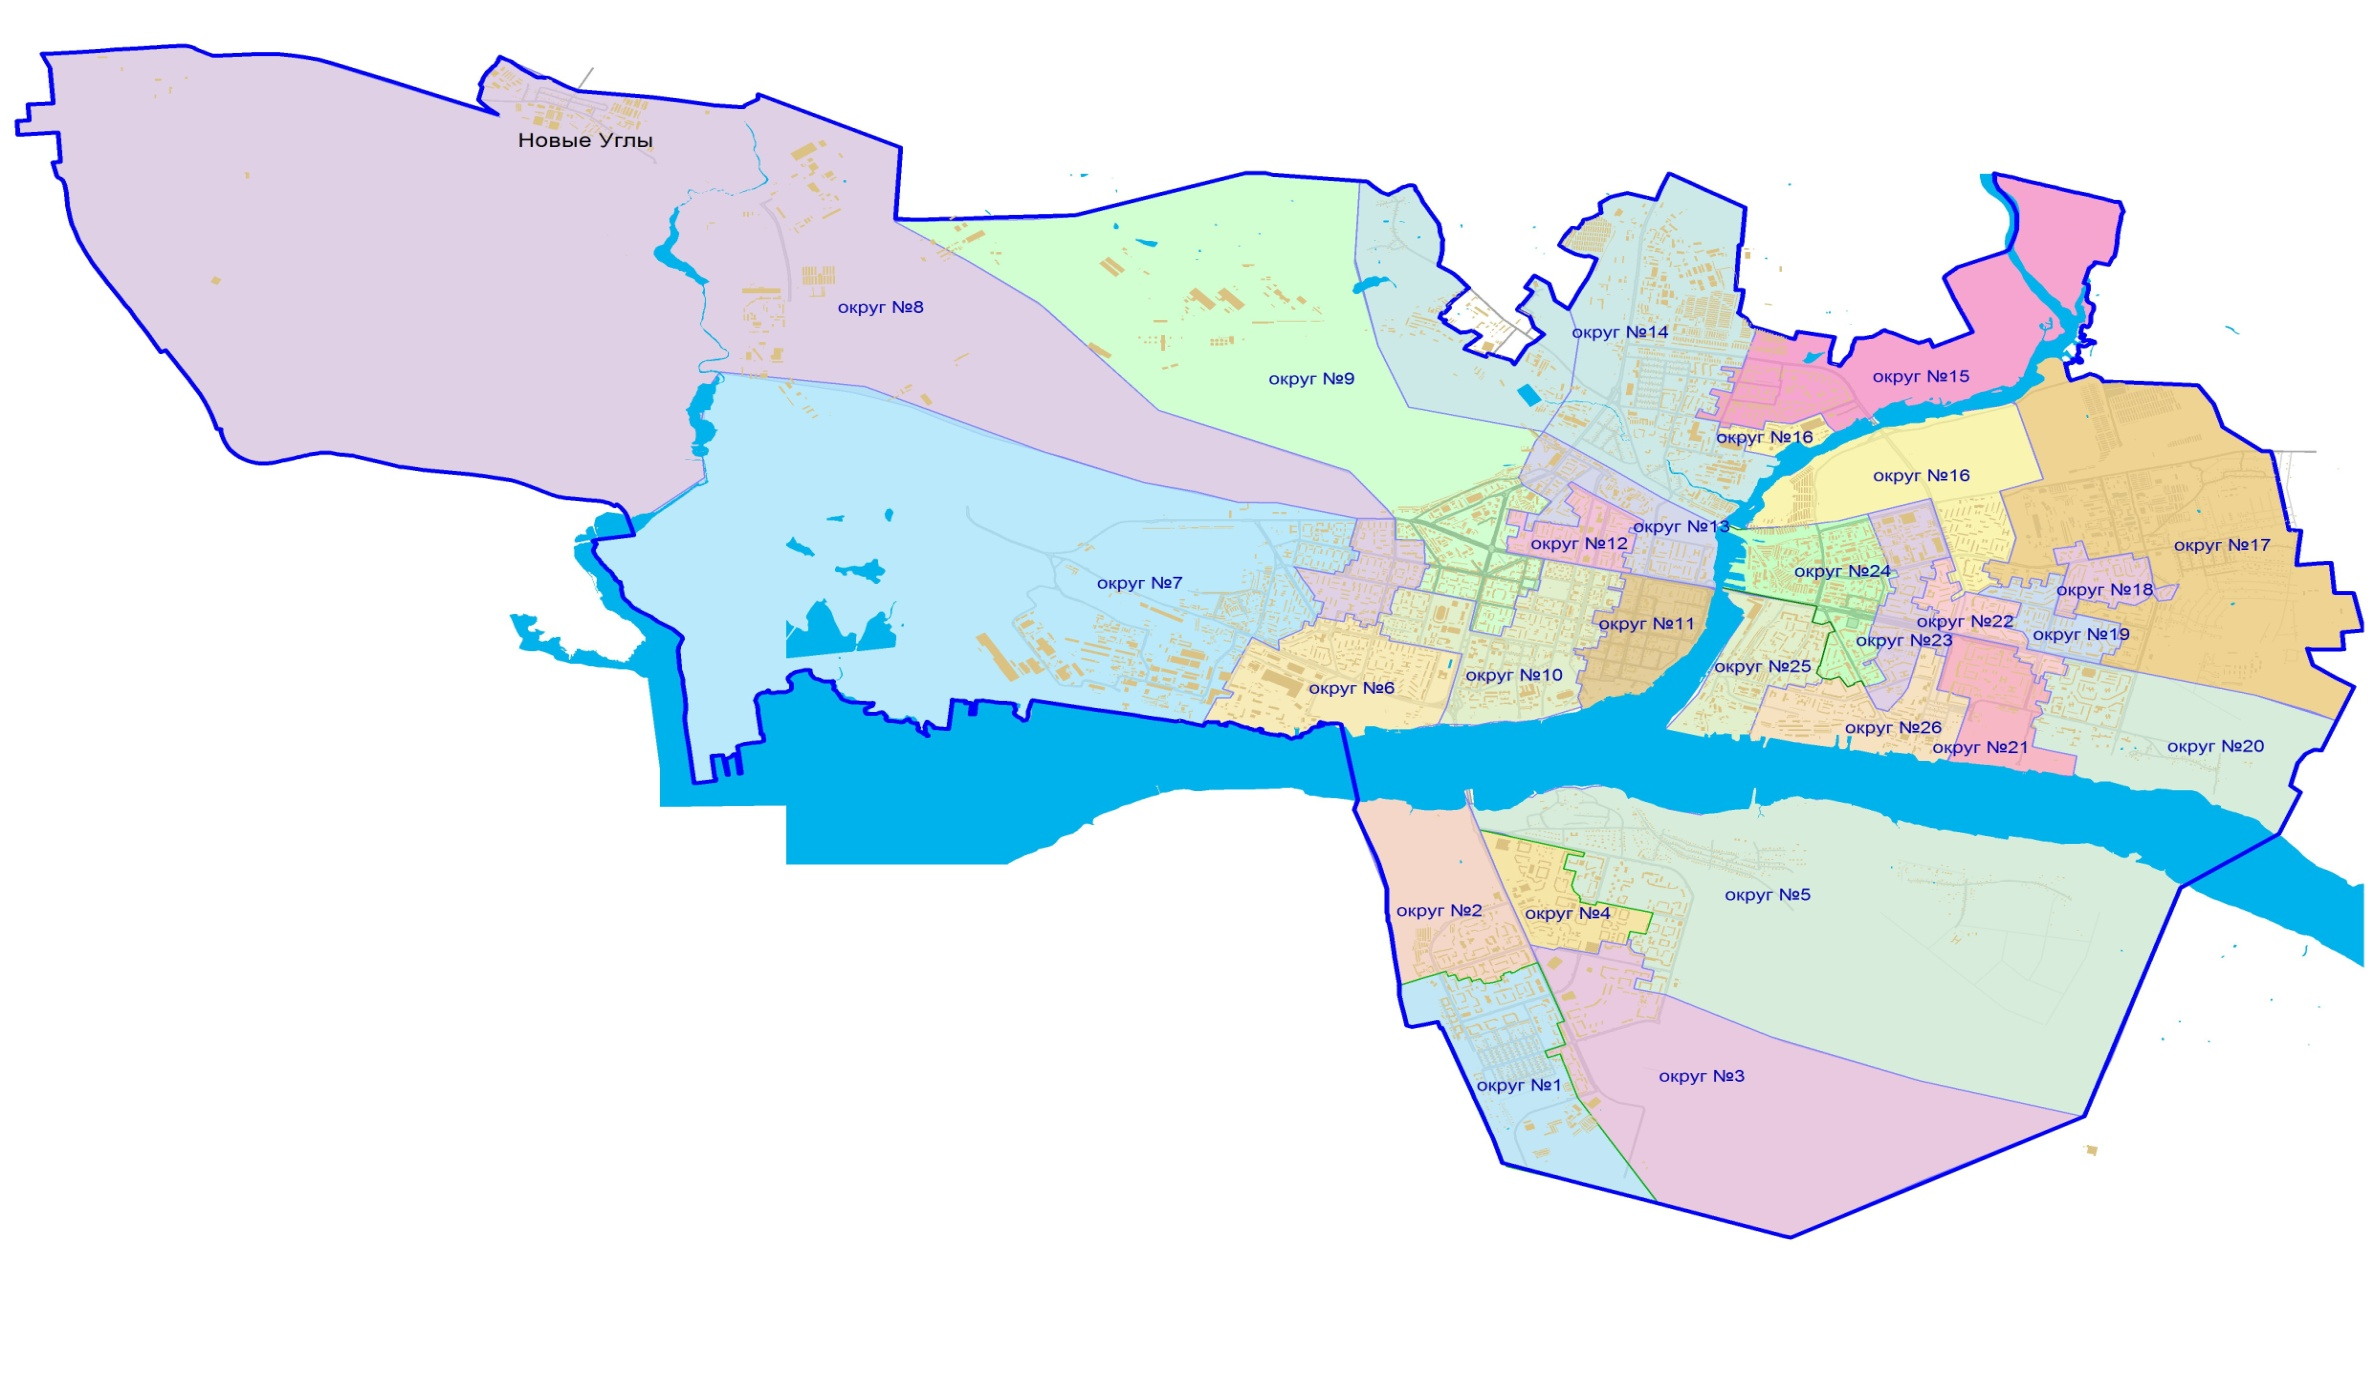 Новые Углы
округ №8
округ №14
округ №9
округ №15
округ №16
округ №16
округ №13
округ №12
округ №17
округ №24
округ №7
округ №18
округ №11
округ №22
округ №23
округ №19
округ №25
округ №10
округ №6
округ №26
округ №21
округ №20
округ №5
округ №2
округ №4
округ №3
округ №1